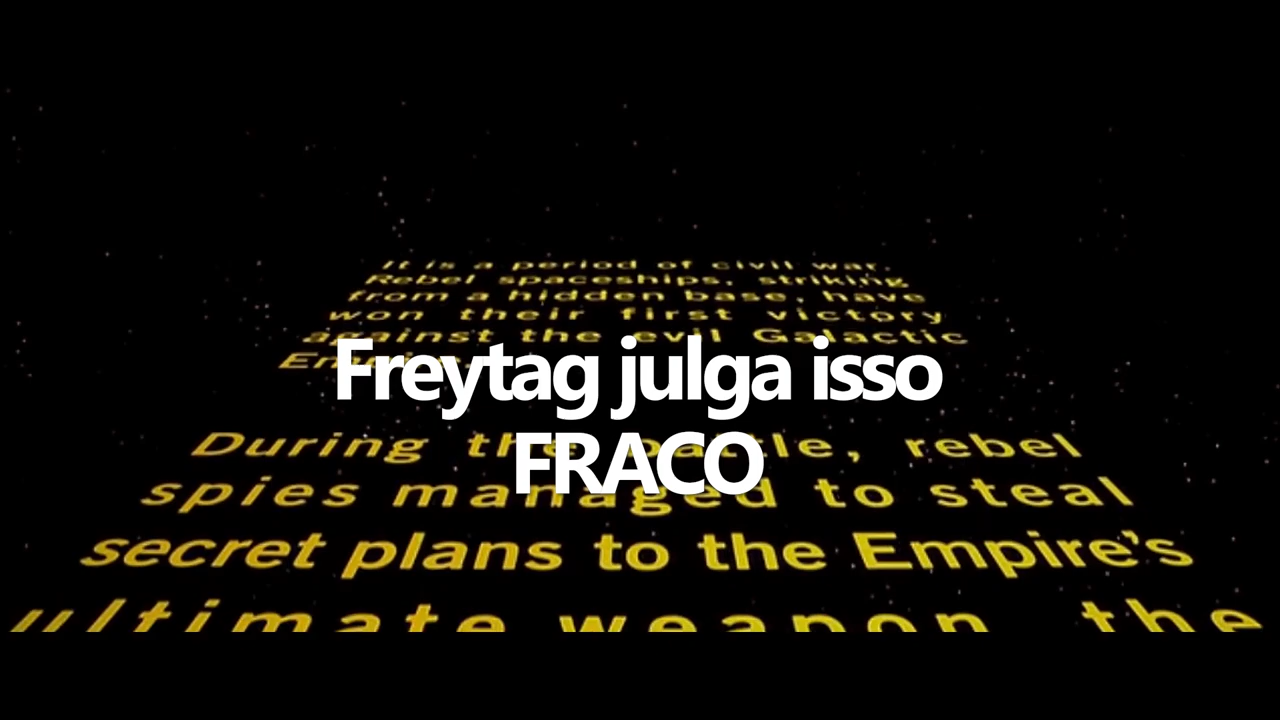 It is a period of civil war.
Rebel spaceships, striking
from a hidden base, have
won their first victory
against the evil Galactic
Freytag julga isso
During the battle, rebel
FRACO
spies managed to steal
secret plans to the Empire's
ultimate weapon, the